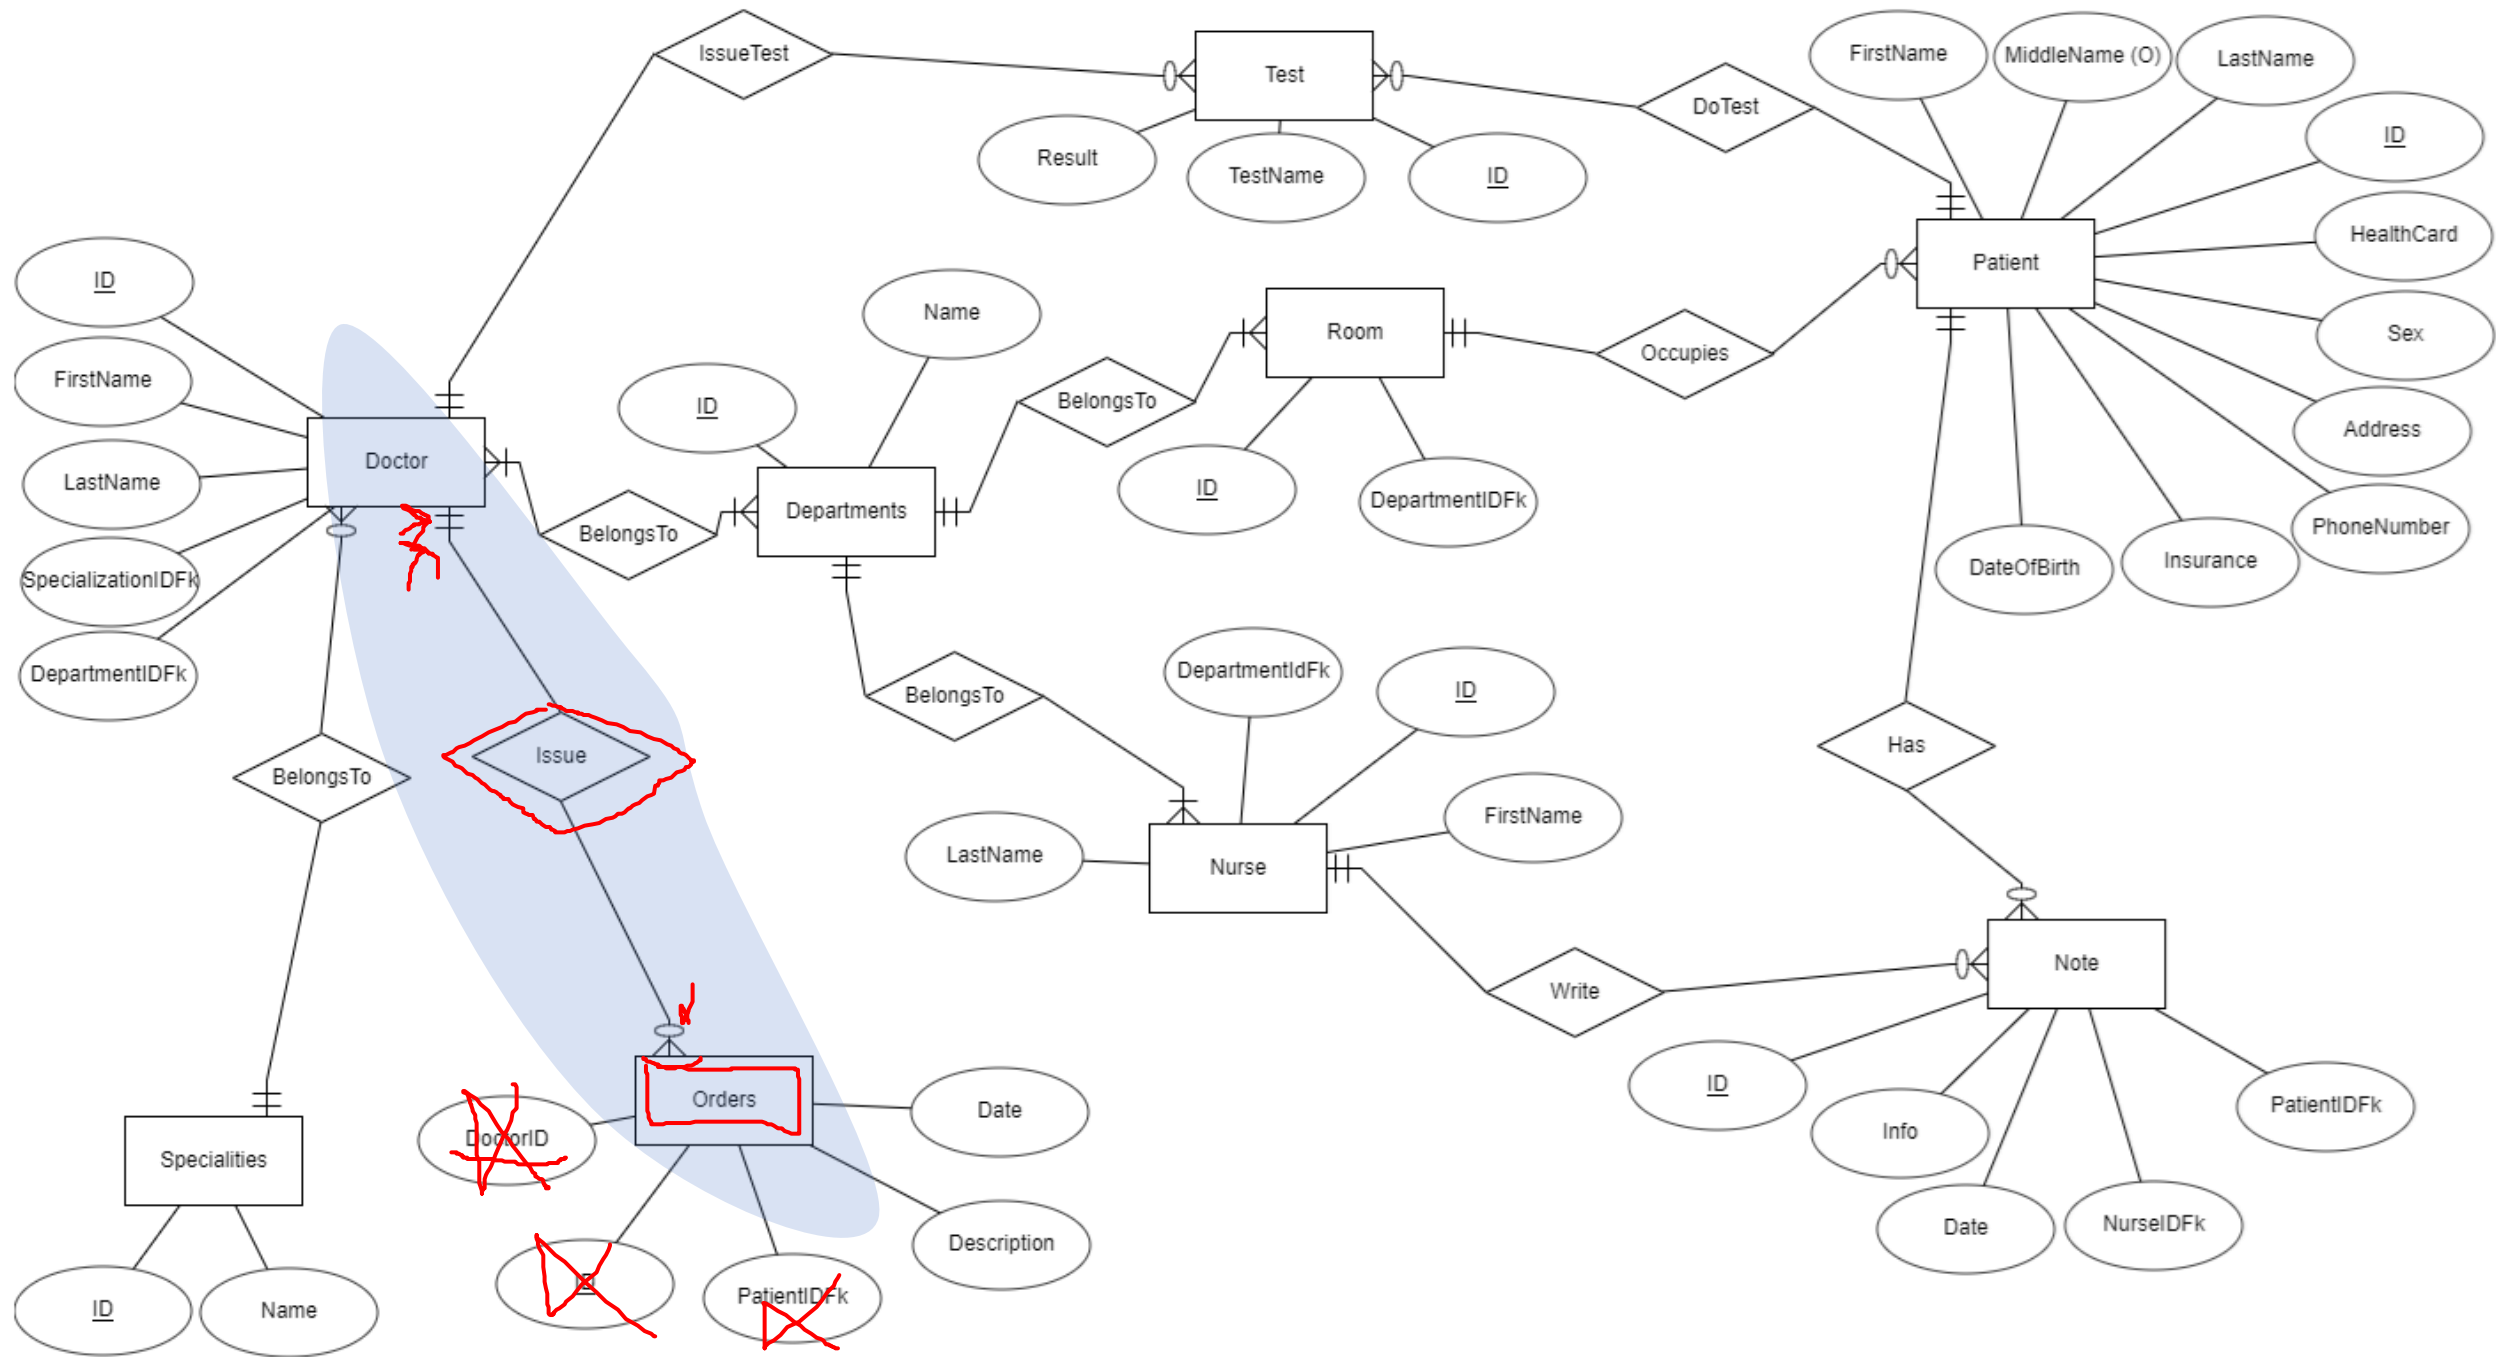 IssueTest
Test
FirstName
MiddleName (O)
LastName
DoTest
ID
Result
TestName
ID
HealthCard
Patient
ID
Name
Room
Occupies
Sex
FirstName
ID
BelongsTo
Address
Doctor
LastName
ID
DepartmentIDFk
Departments
BelongsTo
PhoneNumber
SpecializationIDFk
DateOfBirth
Insurance
DepartmentIDFk
DepartmentIdFk
ID
BelongsTo
Issue
BelongsTo
Has
FirstName
LastName
Nurse
Write
Note
Orders
Date
ID
PatientIDFk
DoctorID
Info
Specialities
Date
NurseIDFk
Description
ID
Name
PatientIDFk